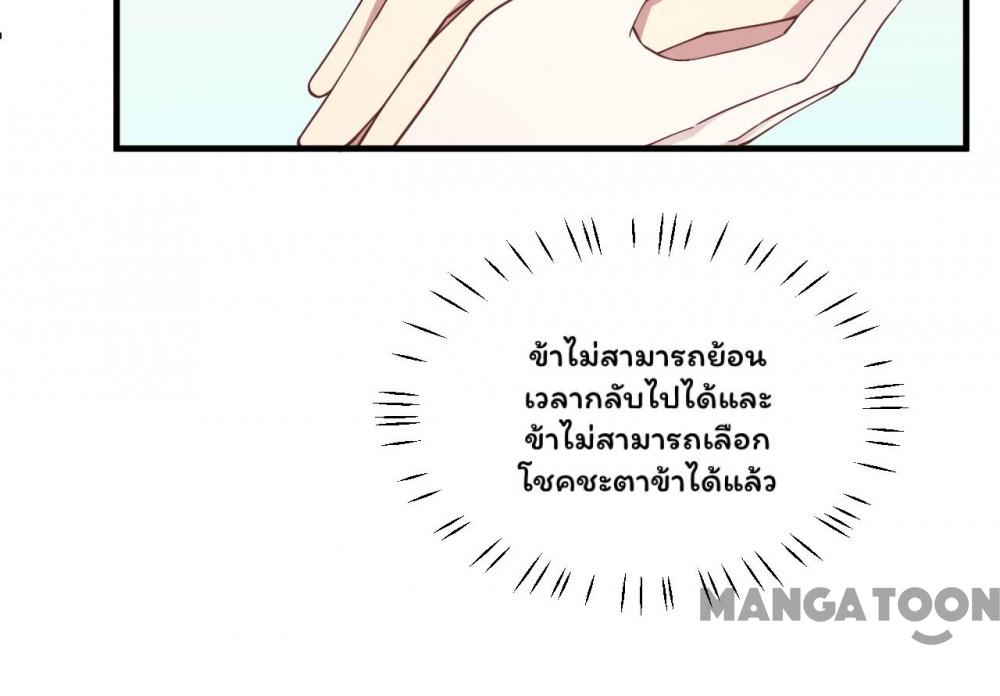 ข้าไม่สามารถย้อน
เวลากลับไปได้และ
ข้าไม่สามารถเลือก
โชคชะตาข้าได้แล้ว
MANGATOON